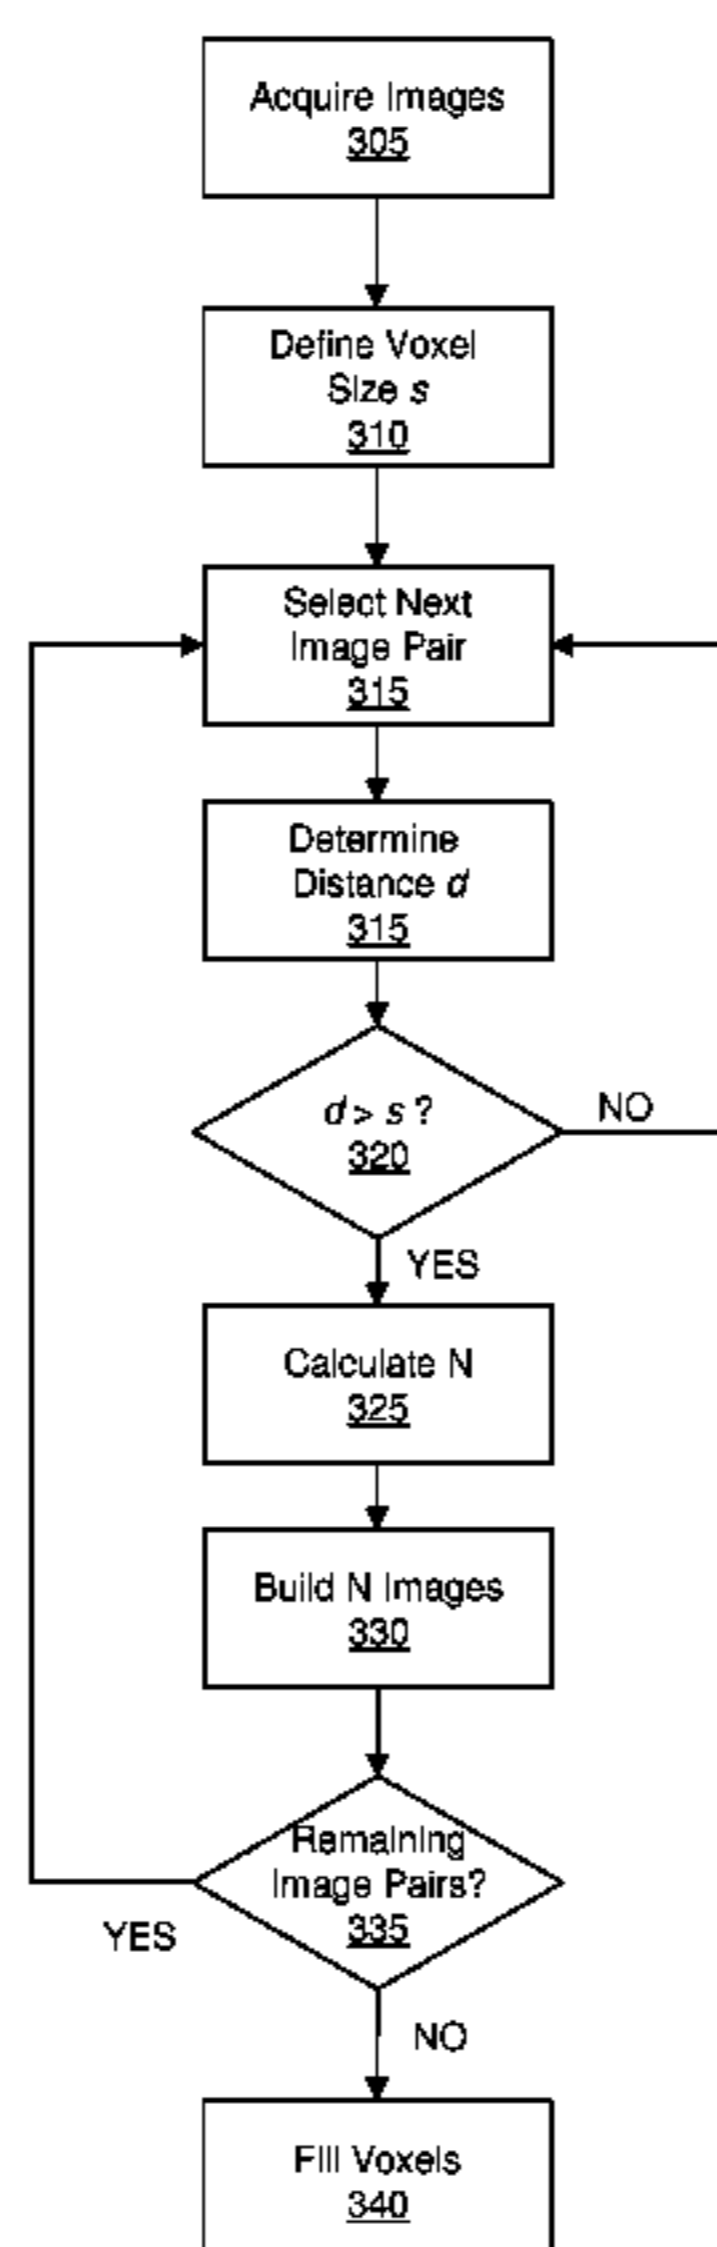 Acquire Images
305
Define Voxel
Size s
310
Select Next
Image Pair
315
Determine
Distance d
315
d > s ?
320
NO
YES
Calculate N
325
Build N Images
330
Remaining
Image Pairs?
335
YES
NO
Fill Voxels
340